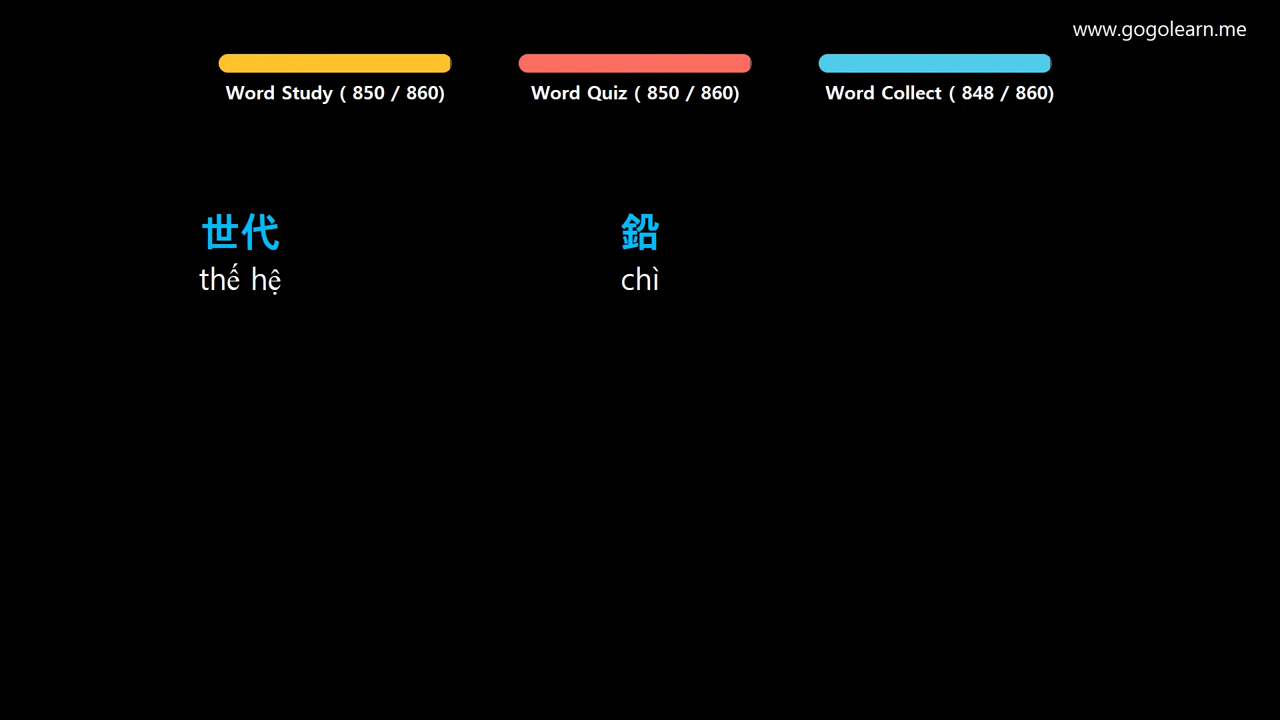 www.gogolearn.me
Word Study ( 850 / 860)
Word Quiz ( 850 / 860)
Word Collect ( 848 / 860)
世代
thế hệ
鉛
chì